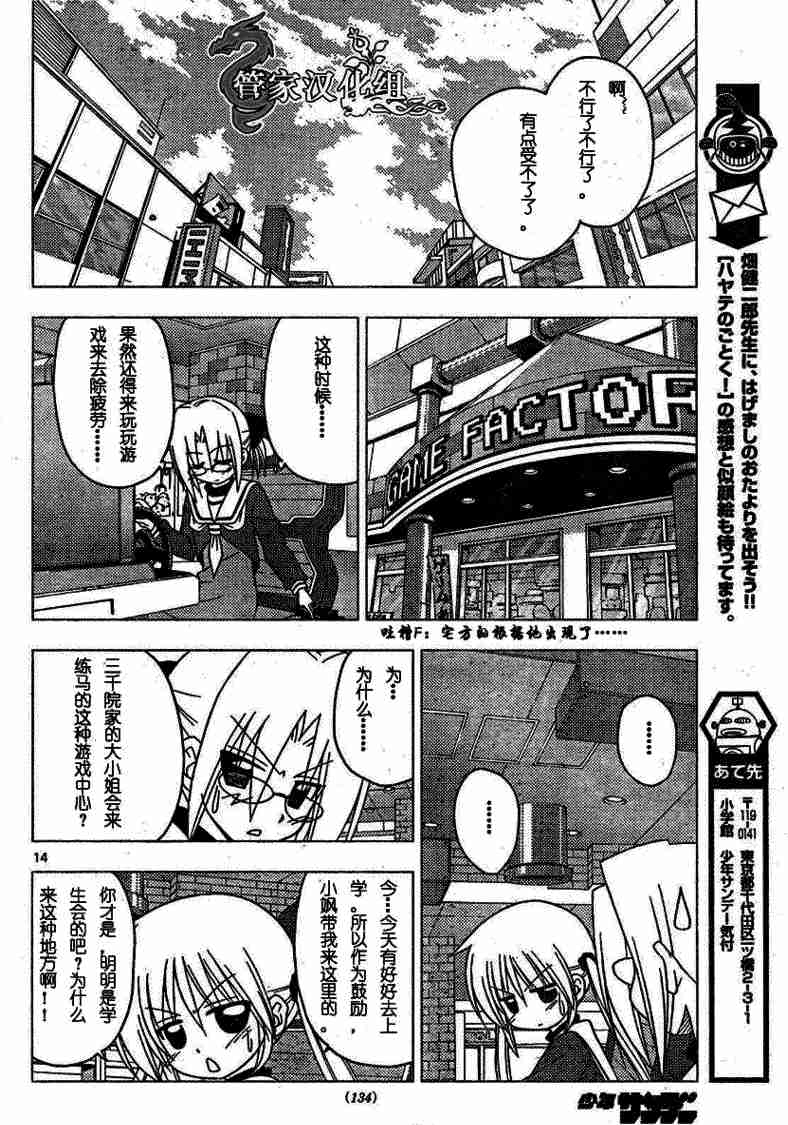 管家汉化组
啊～
不行了不行了。
有点受不了了。
GAME FACTOR
吐槽F：宅方的根据地出现了……
这种时候……
果然还得来玩玩游
戏来去除疲劳……
…
……
为…
为什么……
三千院家的大小姐会来
练马的这种游戏中心？
14
今…今天有好好去上
学。所以作为鼓励，
小飒带我来这里的。
你才是，明明是学
生会的吧？为什么
来这种地方啊！！
(134)
畑健二郎先生に、はげましのおたよりを出そう!!
【ハヤテのごとく！】の感想と似顔絵も待ってます。
あて先
〒119-0141 東京都千代田区一ツ橋2-3-1
小学館 少年サンデー気付